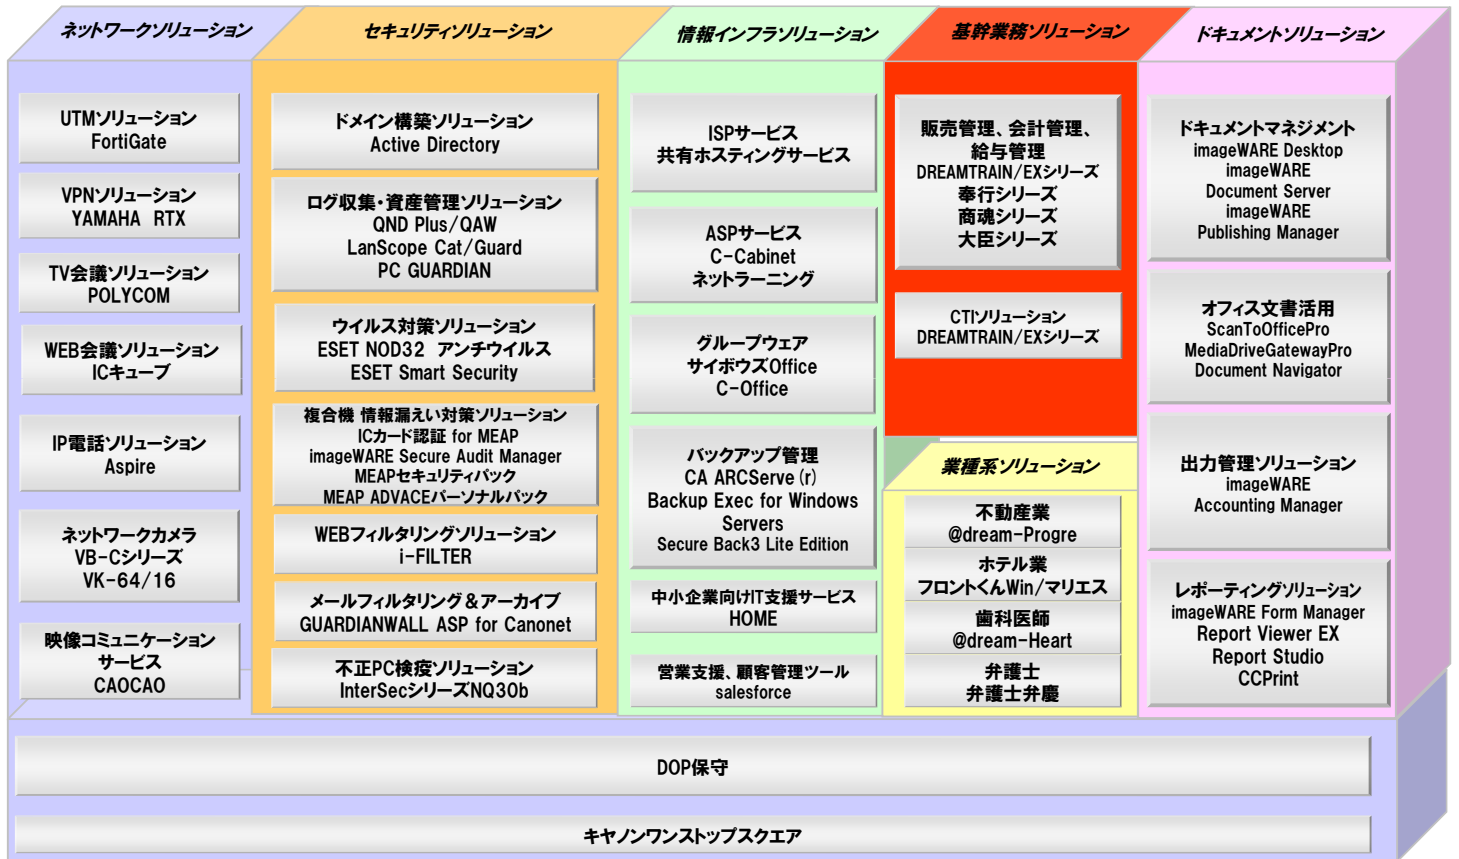 ネットワークソリューション
セキュリティソリューション
情報インフラソリューション
基幹業務ソリューション
ドキュメントソリューション
UTMソリューション
FortiGate
VPNソリューション
YAMAHA RTX
TV会議ソリューション
POLYCOM
WEB会議ソリューション
ICキューブ
IP電話ソリューション
Aspire
ネットワークカメラ
VB-Cシリーズ
VK-64/16
映像コミュニケーション
サービス
CAOCAO
ドメイン構築ソリューション
Active Directory
ログ収集・資産管理ソリューション
QND Plus/QAW
LanScope Cat/Guard
PC GUARDIAN
ウイルス対策ソリューション
ESET NOD32 アンチウイルス
ESET Smart Security
複合機 情報漏えい対策ソリューション
ICカード認証 for MEAP
imageWARE Secure Audit Manager
MEAPセキュリティパック
MEAP ADVACEパーソナルパック
WEBフィルタリングソリューション
i-FILTER
メールフィルタリング＆アーカイブ
GUARDIANWALL ASP for Canonet
不正PC検疫ソリューション
InterSecシリーズNQ30b
ISPサービス
共有ホスティングサービス
ASPサービス
C-Cabinet
ネットラーニング
グループウェア
サイボウズOffice
C-Office
バックアップ管理
CA ARCServe(r)
Backup Exec for Windows
Servers
Secure Back3 Lite Edition
中小企業向けIT支援サービス
HOME
営業支援、顧客管理ツール
salesforce
販売管理、会計管理、
給与管理
DREAMTRAIN/EXシリーズ
奉行シリーズ
商魂シリーズ
大臣シリーズ
CTIソリューション
DREAMTRAIN/EXシリーズ
業種系ソリューション
不動産業
@dream-Progre
ホテル業
フロントくんWin/マリエス
歯科医師
@dream-Heart
弁護士
弁護士弁慶
ドキュメントマネジメント
imageWARE Desktop
imageWARE
Document Server
imageWARE
Publishing Manager
オフィス文書活用
ScanToOfficePro
MediaDriveGatewayPro
Document Navigator
出力管理ソリューション
imageWARE
Accounting Manager
レポーティングソリューション
imageWARE Form Manager
Report Viewer EX
Report Studio
CCPrint
DOP保守
キヤノンワンストップスクエア